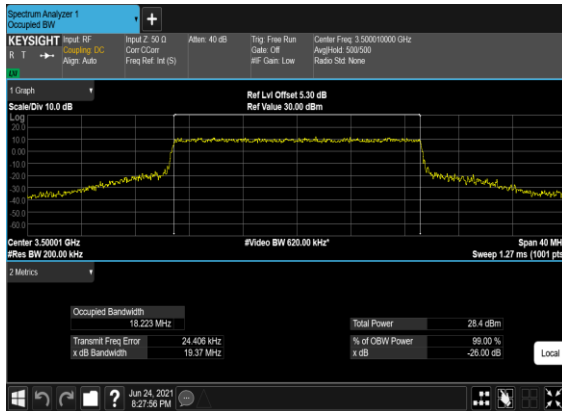 Spectrum Analyzer 1
Occupied BW
+
KEYSIGHT
R T
LXI
Input: RF
Coupling: DC
Align: Auto
Input Z: 50 Ω
Corr CCorr
Freq Ref: Int (S)
Atten: 40 dB
Trig: Free Run
Gate: Off
#IF Gain: Low
Center Freq: 3.500010000 GHz
Avg|Hold: 500/500
Radio Std: None
1 Graph
Scale/Div 10.0 dB
Ref Lvl Offset 5.30 dB
Ref Value 30.00 dBm
Log
20.0
10.0
0.00
-10.0
-20.0
-30.0
-40.0
-50.0
-60.0
Center 3.50001 GHz
#Res BW 200.00 kHz
#Video BW 620.00 kHz*
Span 40 MH
Sweep 1.27 ms (1001 pts
2 Metrics
Occupied Bandwidth
18.223 MHz
Transmit Freq Error 24.406 kHz
x dB Bandwidth 19.37 MHz
Total Power 28.4 dBm
% of OBW Power 99.00 %
x dB -26.00 dB
Local
?
Jun 24, 2021
8:27:56 PM